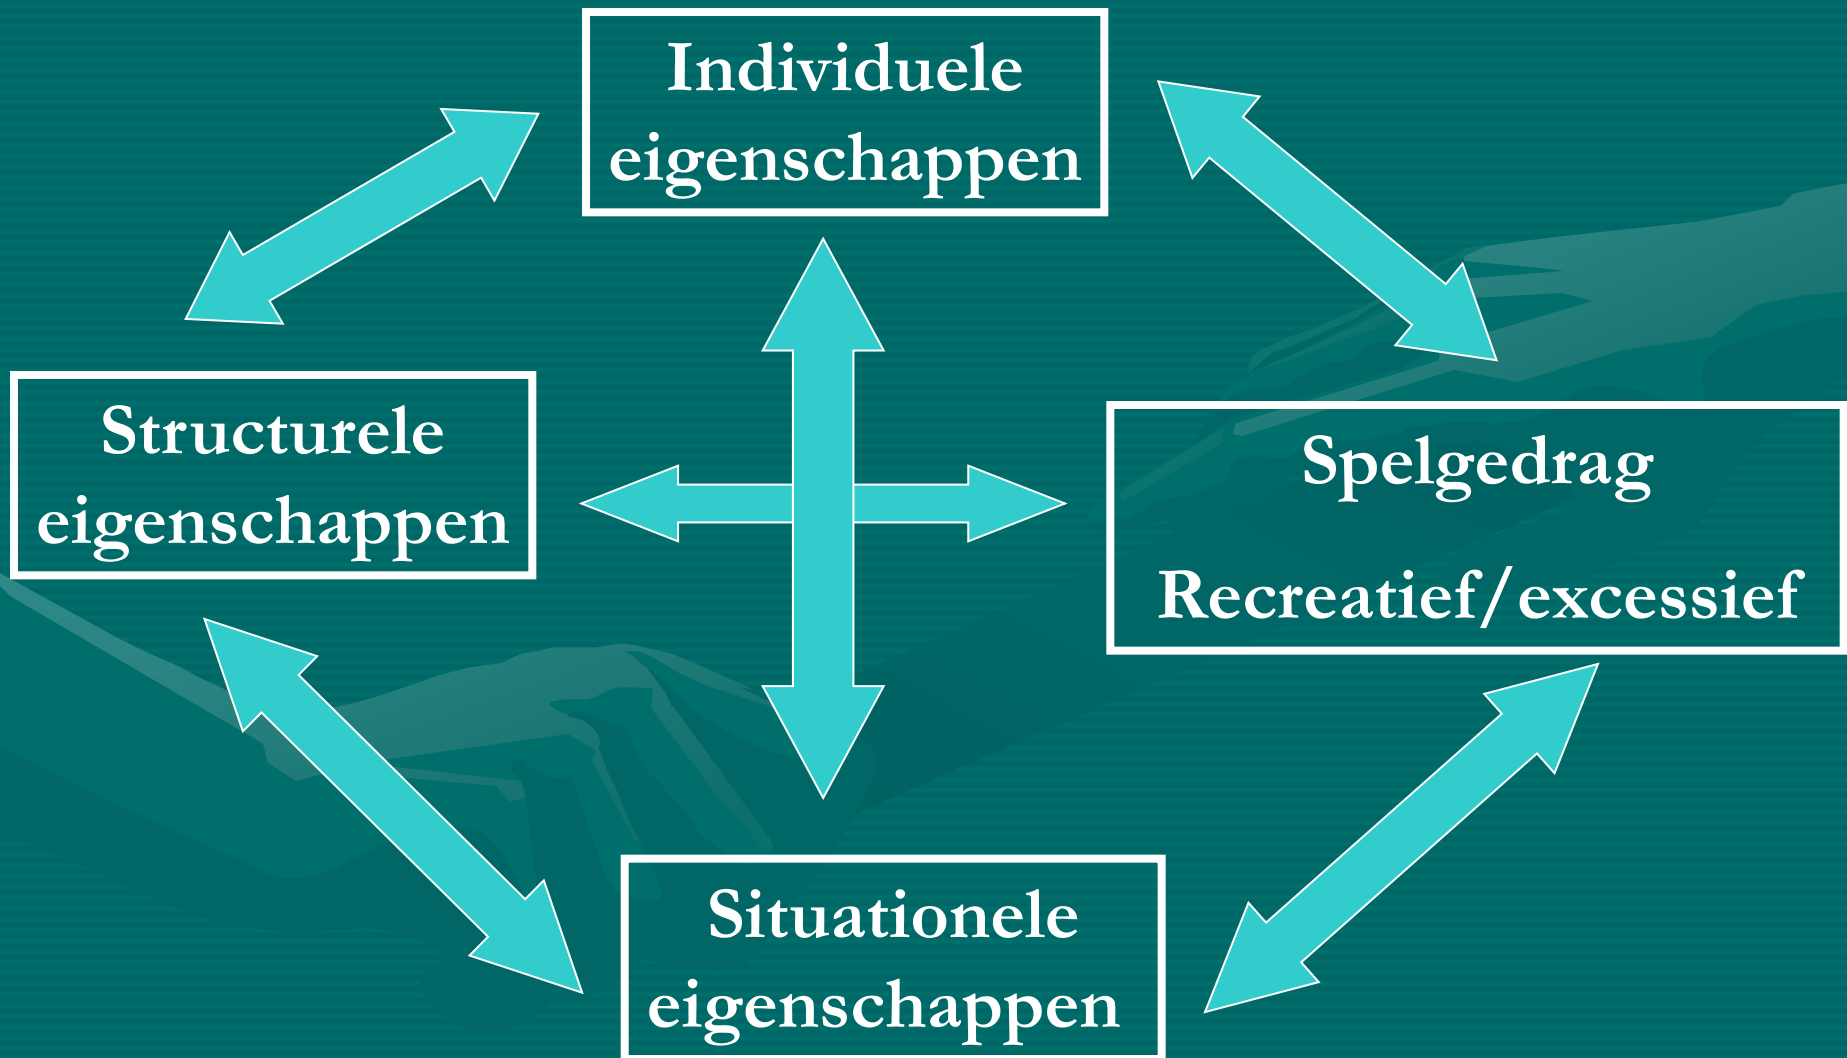 Individuele
eigenschappen
Structurele
eigenschappen
Spelgedrag
Recreatief/excessief
Situationele
eigenschappen